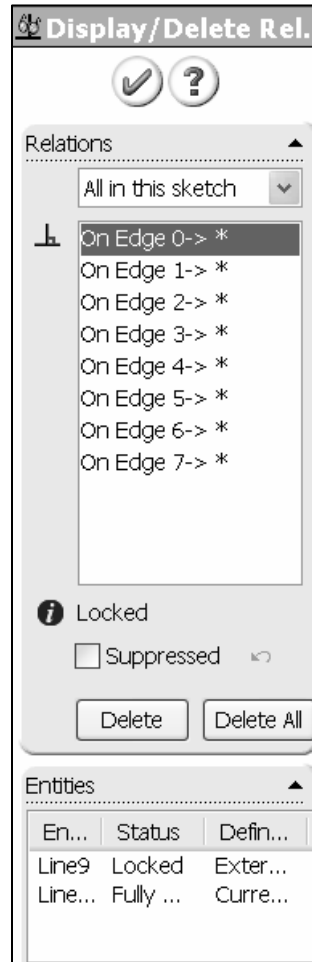 Display/Delete Rel.
?
Relations
All in this sketch
On Edge 0-> *
On Edge 1-> *
On Edge 2-> *
On Edge 3-> *
On Edge 4-> *
On Edge 5-> *
On Edge 6-> *
On Edge 7-> *
Locked
Suppressed
Delete Delete All
Entities
En... Status Defin...
Line9 Locked Exter...
Line... Fully ... Curre...